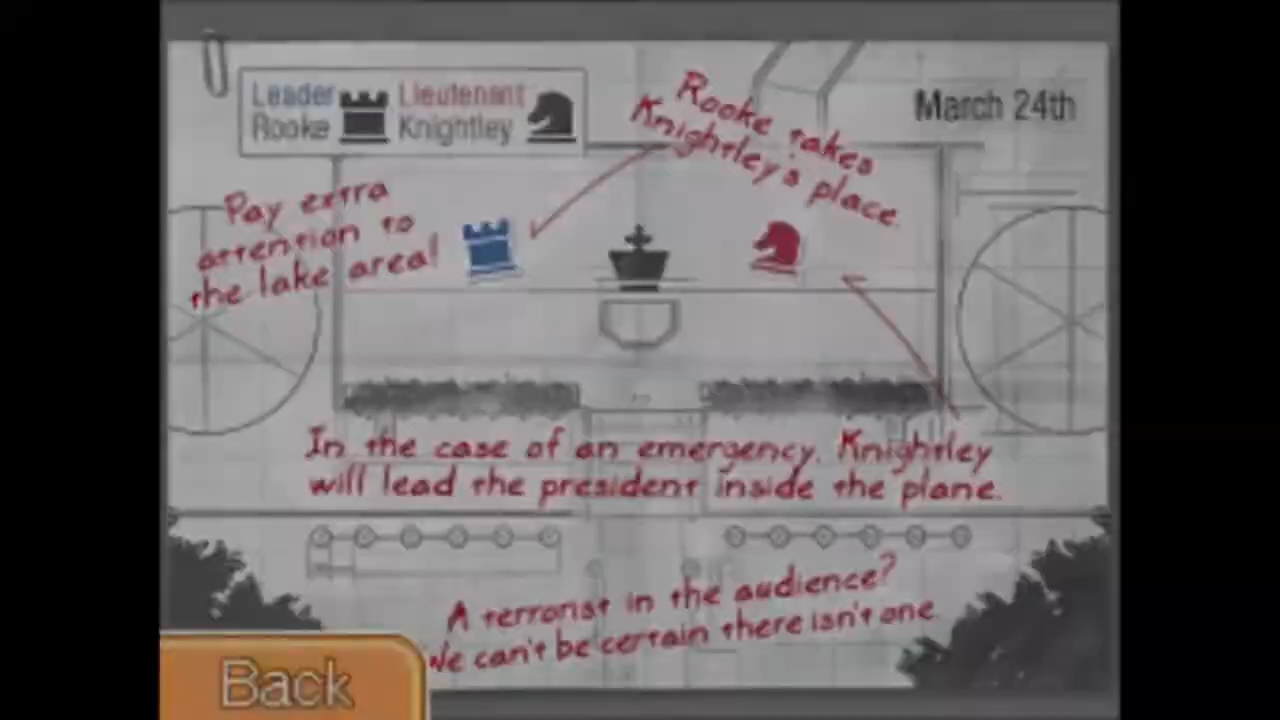 Leader Rooke
Lieutenant Knightley
March 24th
Rooke takes
Knightley's place.
Pay extra
attention to
the lake area!
In the case of an emergency, Knightley
will lead the president inside the plane.
A terrorist in the audience?
We can't be certain there isn't one.
Back